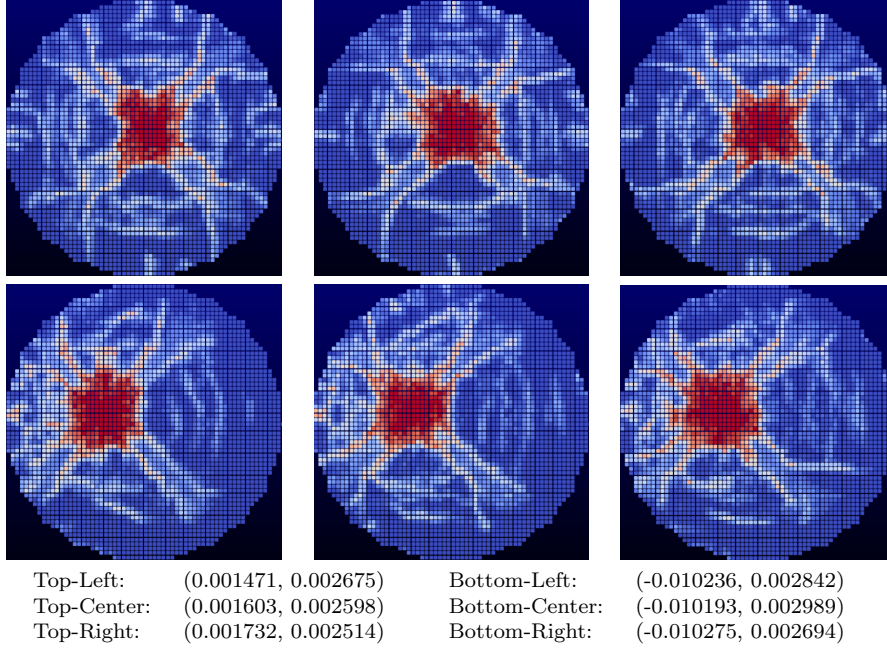 Top-Left: (0.001471, 0.002675) Bottom-Left: (-0.010236, 0.002842)
Top-Center: (0.001603, 0.002598) Bottom-Center: (-0.010193, 0.002989)
Top-Right: (0.001732, 0.002514) Bottom-Right: (-0.010275, 0.002694)